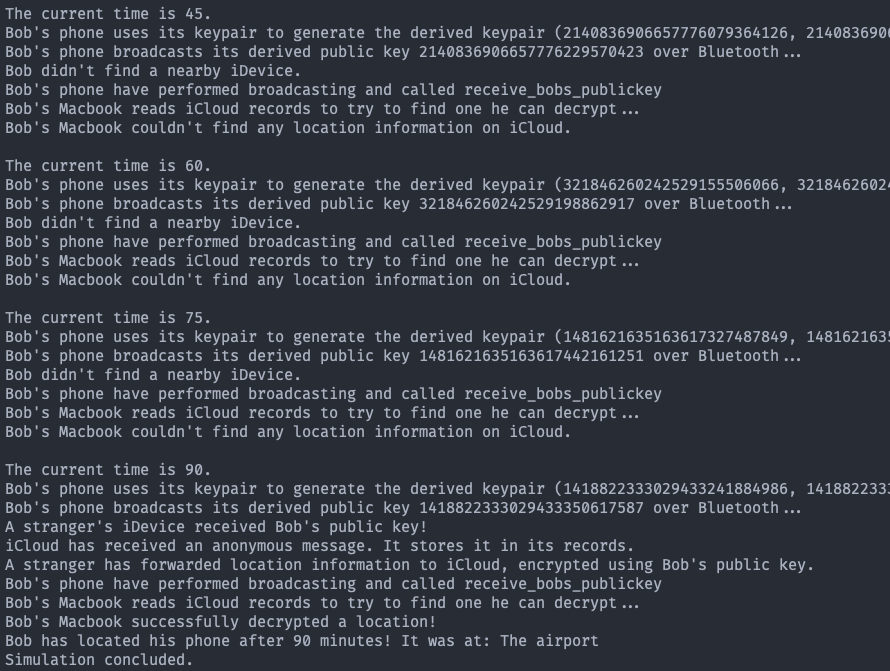 The current time is 45.
Bob's phone uses its keypair to generate the derived keypair (2140836906657776079364126, 214083690
Bob's phone broadcasts its derived public key 2140836906657776229570423 over Bluetooth...
Bob didn't find a nearby iDevice.
Bob's phone have performed broadcasting and called receive_bobs_publickey
Bob's Macbook reads iCloud records to try to find one he can decrypt...
Bob's Macbook couldn't find any location information on iCloud.
The current time is 60.
Bob's phone uses its keypair to generate the derived keypair (321846260242529155506066, 3218462602
Bob's phone broadcasts its derived public key 321846260242529198862917 over Bluetooth...
Bob didn't find a nearby iDevice.
Bob's phone have performed broadcasting and called receive_bobs_publickey
Bob's Macbook reads iCloud records to try to find one he can decrypt...
Bob's Macbook couldn't find any location information on iCloud.
The current time is 75.
Bob's phone uses its keypair to generate the derived keypair (1481621635163617327487849, 148162163
Bob's phone broadcasts its derived public key 1481621635163617442161251 over Bluetooth...
Bob didn't find a nearby iDevice.
Bob's phone have performed broadcasting and called receive_bobs_publickey
Bob's Macbook reads iCloud records to try to find one he can decrypt...
Bob's Macbook couldn't find any location information on iCloud.
The current time is 90.
Bob's phone uses its keypair to generate the derived keypair (1418822333029433241884986, 141882233
Bob's phone broadcasts its derived public key 1418822333029433350617587 over Bluetooth...
A stranger's iDevice received Bob's public key!
iCloud has received an anonymous message. It stores it in its records.
A stranger has forwarded location information to iCloud, encrypted using Bob's public key.
Bob's phone have performed broadcasting and called receive_bobs_publickey
Bob's Macbook reads iCloud records to try to find one he can decrypt...
Bob's Macbook successfully decrypted a location!
Bob has located his phone after 90 minutes! It was at: The airport
Simulation concluded.